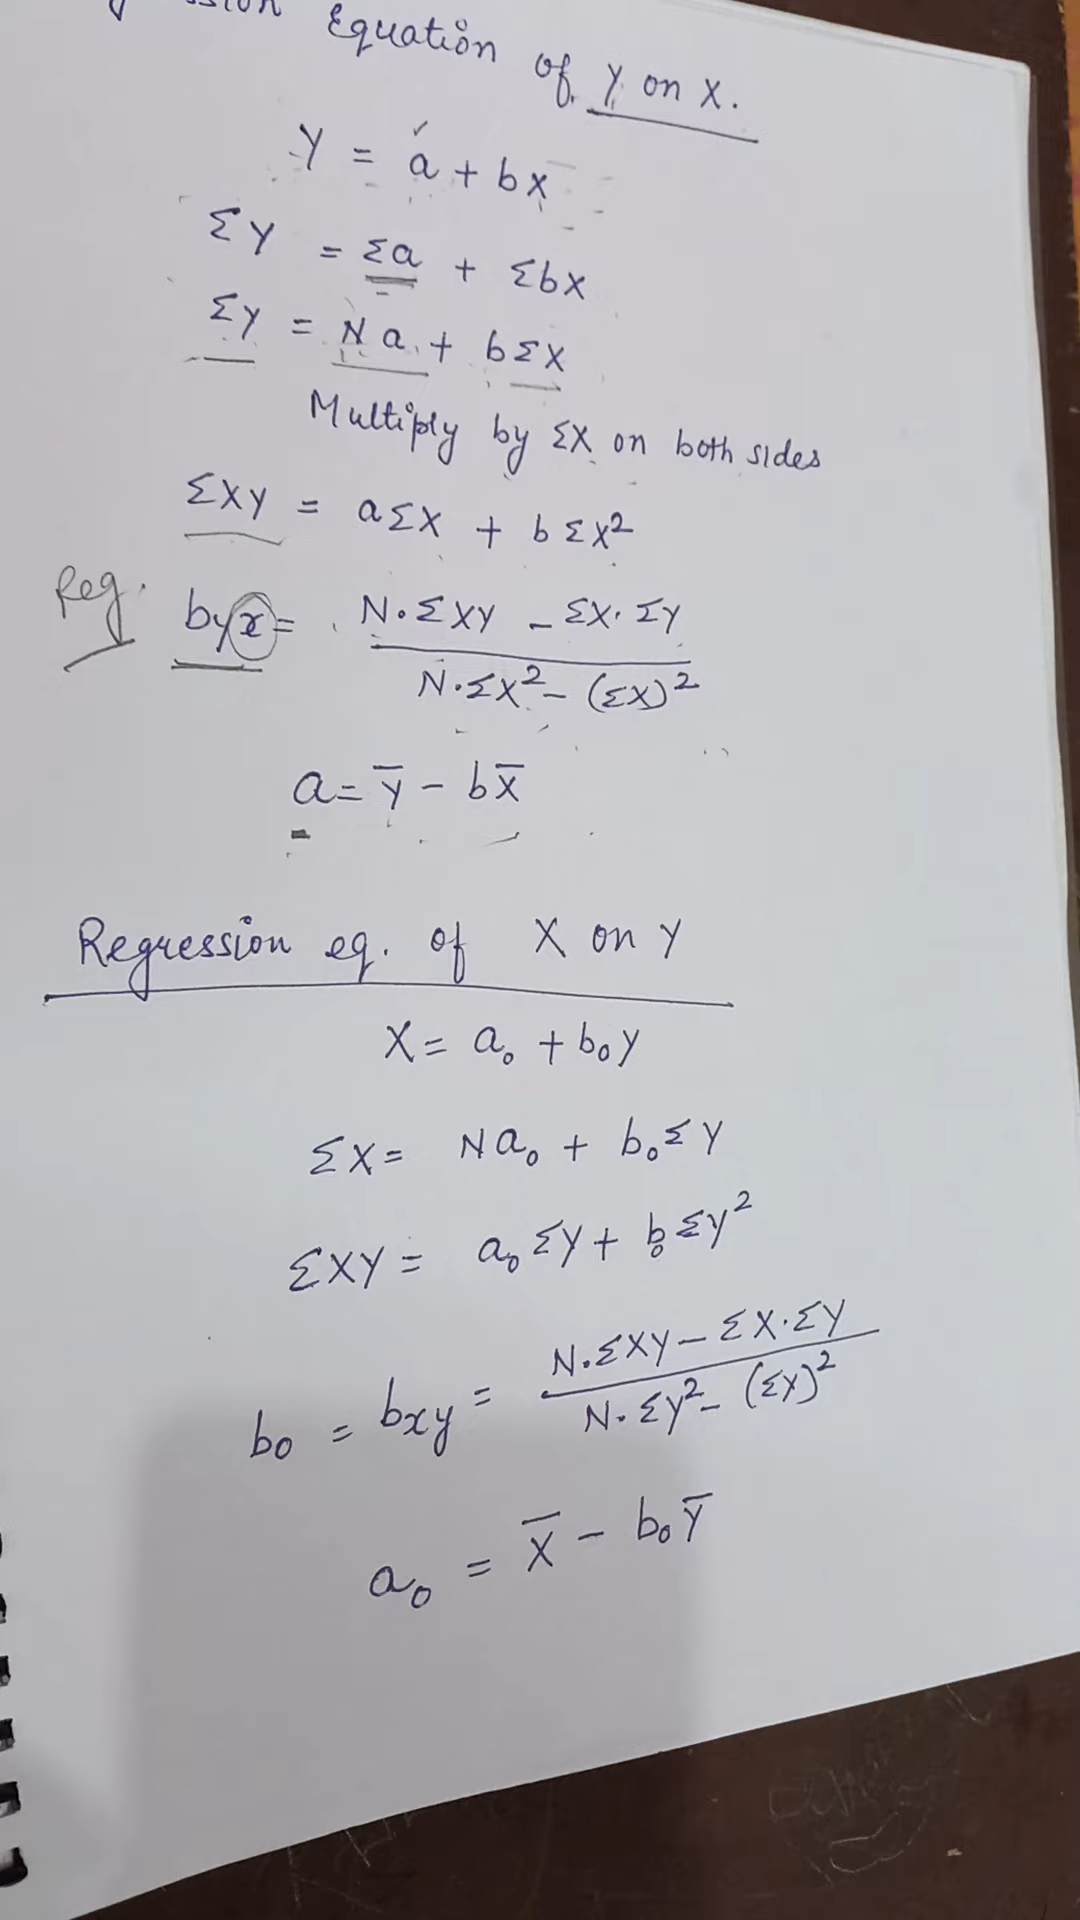 Equation of Y on X.
Y = a + bX
ΣY = Σa + ΣbX
ΣY = Na + bΣX
Multiply by ΣX on both sides
ΣXY = aΣX + bΣX²
Reg. byx = N·ΣXY - ΣX·ΣY
N·ΣX² - (ΣX)²
a = Y̅ - bX̅
Regression eq. of X on Y
X = a₀ + b₀Y
ΣX = Na₀ + b₀ΣY
ΣXY = a₀ΣY + b₀ΣY²
b₀ = bxy = N·ΣXY - ΣX·ΣY
N·ΣY² - (ΣY)²
a₀ = X̅ - b₀Y̅